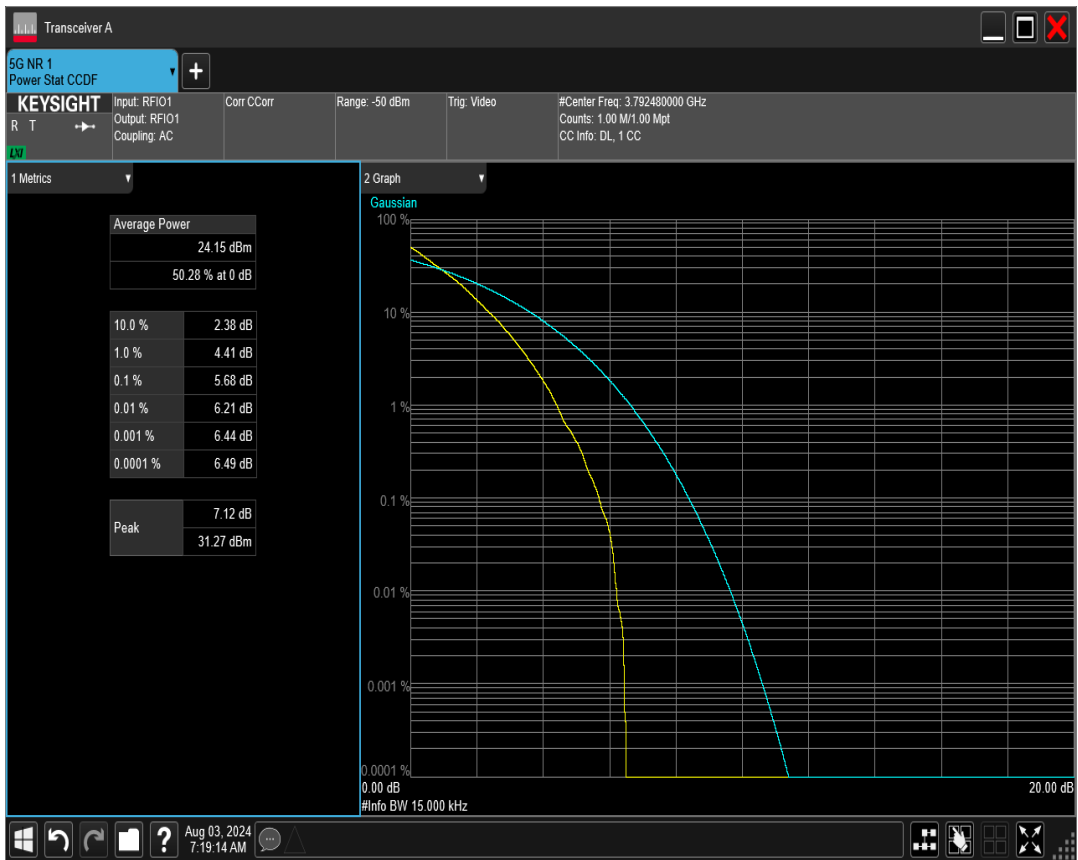 Transceiver A
5G NR 1
Power Stat CCDF
KEYSIGHT
R T
LXI
Input: RFIO1
Output: RFIO1
Coupling: AC
Corr CCorr
Range: -50 dBm
Trig: Video
#Center Freq: 3.792480000 GHz
Counts: 1.00 M/1.00 Mpt
CC Info: DL, 1 CC
1 Metrics
Average Power
24.15 dBm
50.28 % at 0 dB
10.0 % 2.38 dB
1.0 % 4.41 dB
0.1 % 5.68 dB
0.01 % 6.21 dB
0.001 % 6.44 dB
0.0001 % 6.49 dB
Peak
7.12 dB
31.27 dBm
2 Graph
Gaussian
100 %
10 %
1 %
0.1 %
0.01 %
0.001 %
0.0001 %
0.00 dB 20.00 dB
#Info BW 15.000 kHz
?
Aug 03, 2024
7:19:14 AM